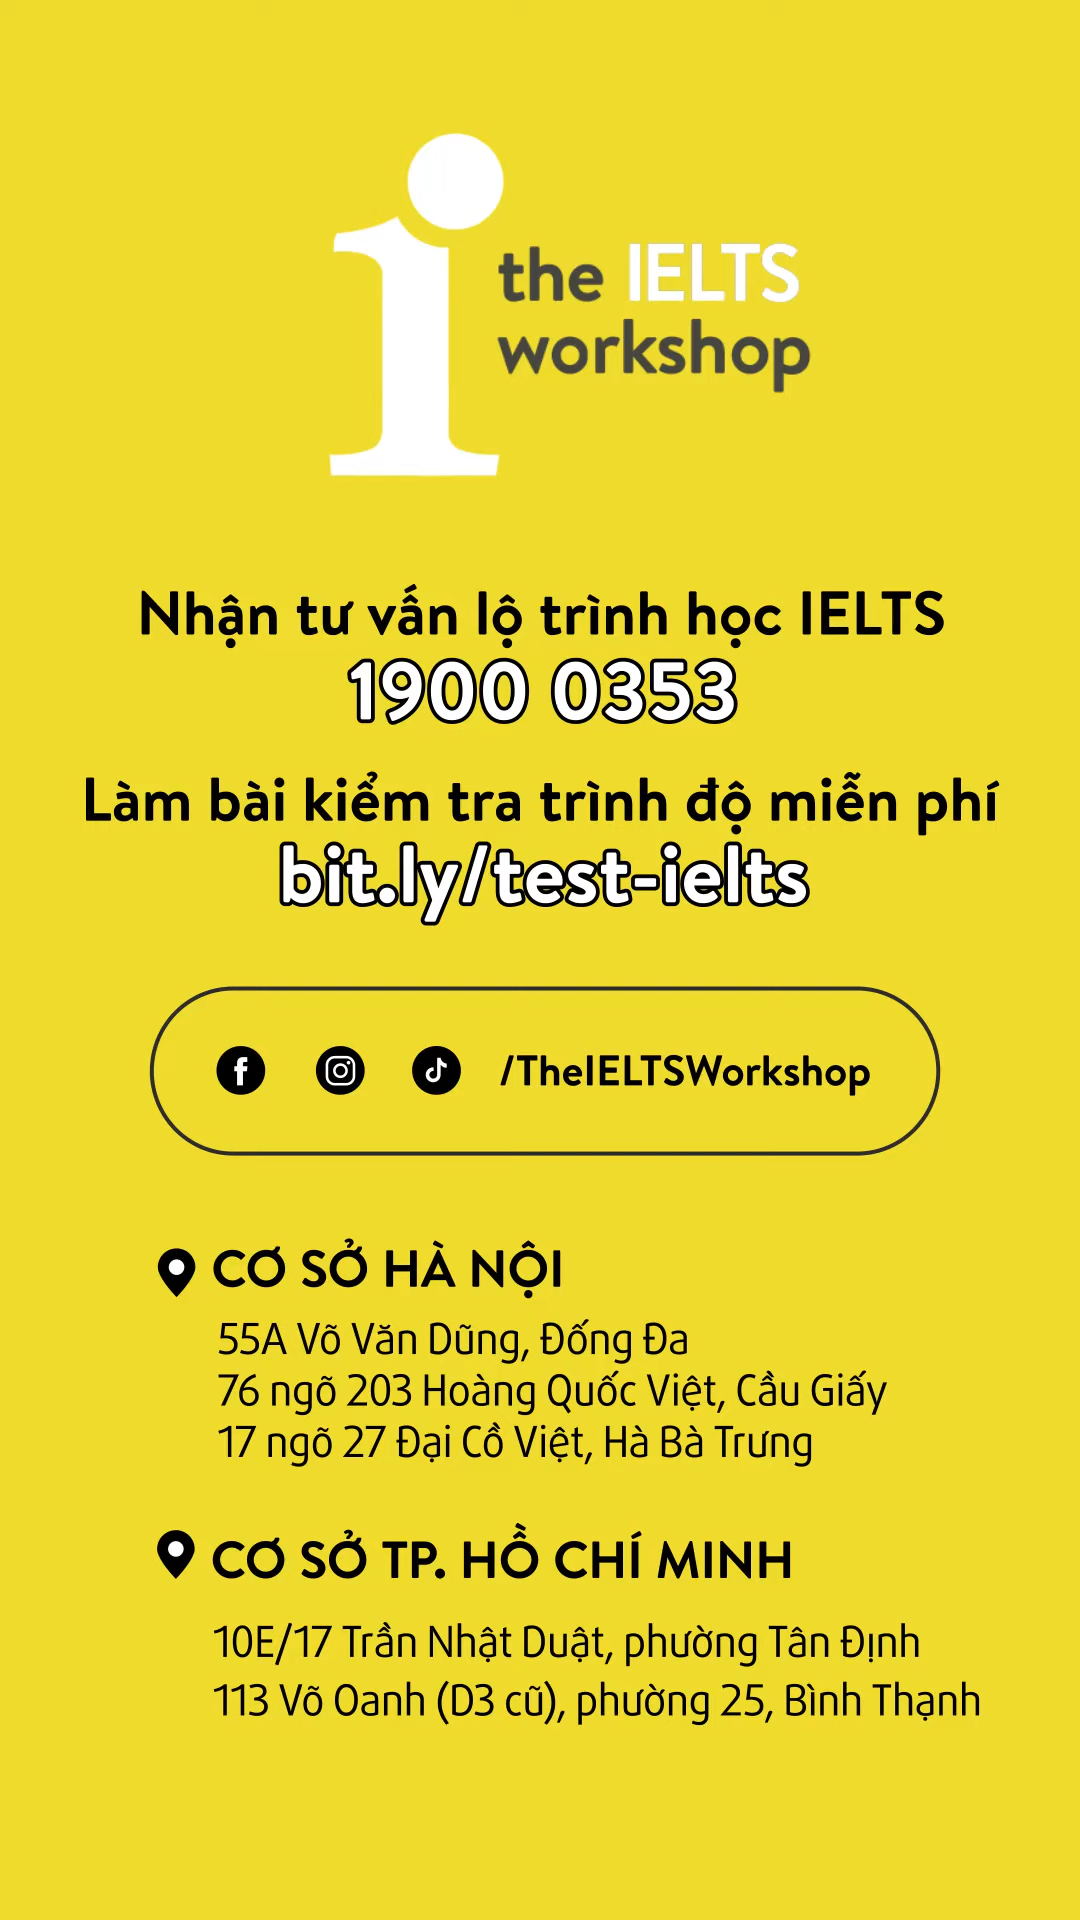 the IELTS
workshop
Nhận tư vấn lộ trình học IELTS
1900 0353
Làm bài kiểm tra trình độ miễn phí
bit.ly/test-ielts
/TheIELTSWorkshop
CƠ SỞ HÀ NỘI
55A Võ Văn Dũng, Đống Đa
76 ngõ 203 Hoàng Quốc Việt, Cầu Giấy
17 ngõ 27 Đại Cồ Việt, Hà Bà Trưng
CƠ SỞ TP. HỒ CHÍ MINH
10E/17 Trần Nhật Duật, phường Tân Định
113 Võ Oanh (D3 cũ), phường 25, Bình Thạnh